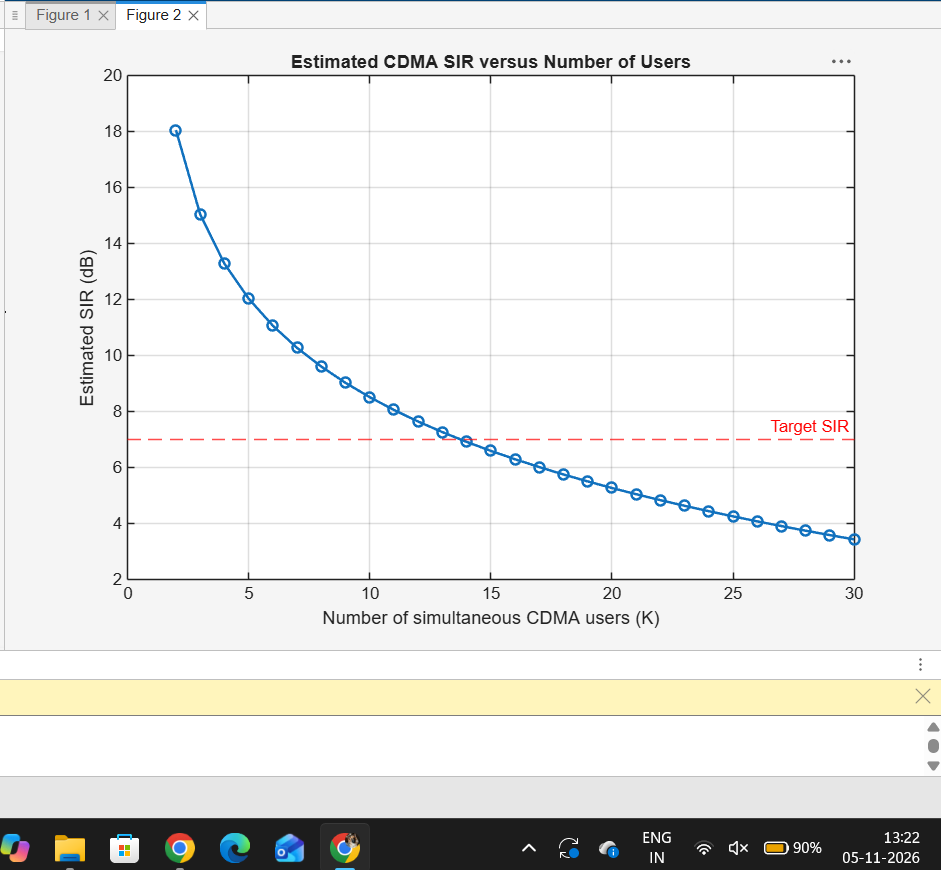 Figure 1
Figure 2
Estimated CDMA SIR versus Number of Users
20
18
16
14
12
10
8
6
4
2
Estimated SIR (dB)
Target SIR
0 5 10 15 20 25 30
Number of simultaneous CDMA users (K)
ENG
IN
90%
13:22
05-11-2026